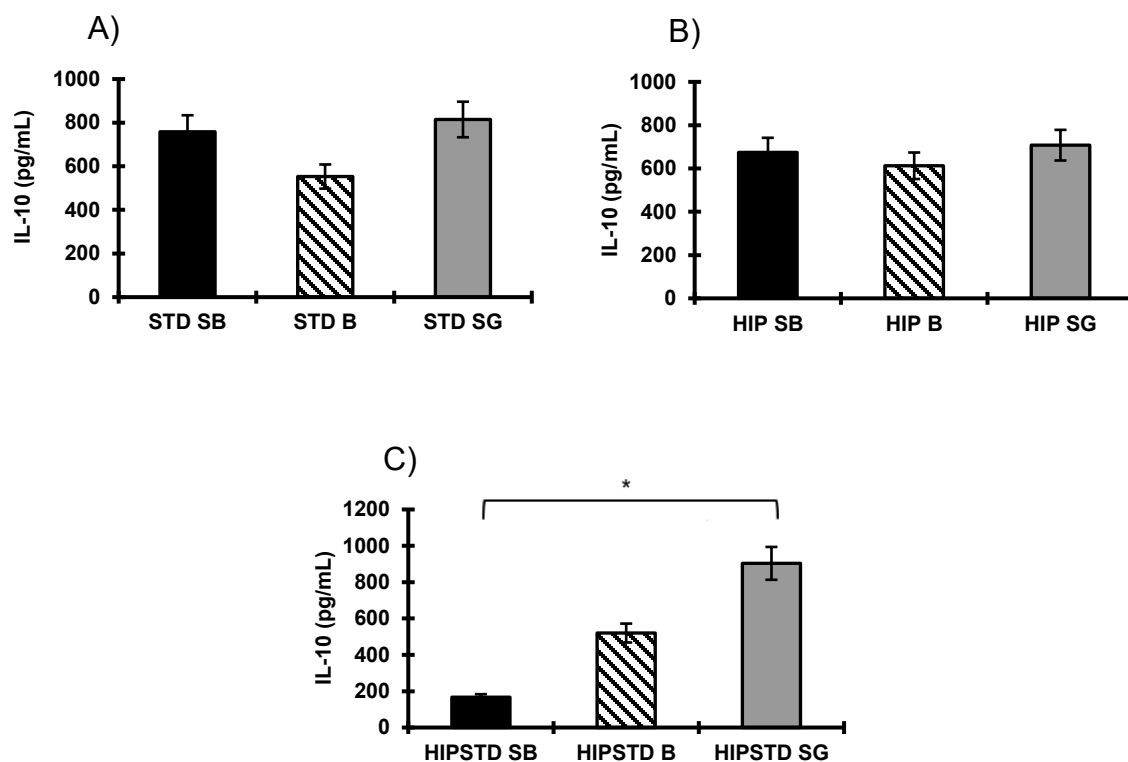 A)
1000
800
600
400
200
0
IL-10 (pg/mL)
STD SB STD B STD SG
B)
1000
800
600
400
200
0
IL-10 (pg/mL)
HIP SB HIP B HIP SG
C)
*
1200
1000
800
600
400
200
0
IL-10 (pg/mL)
HIPSTD SB HIPSTD B HIPSTD SG